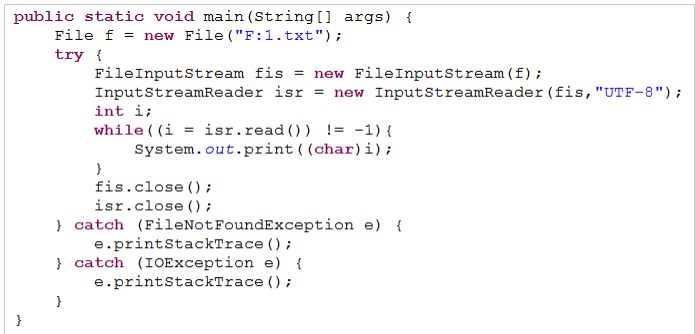 public static void main(String[] args) {
    File f = new File("F:1.txt");
    try {
        FileInputStream fis = new FileInputStream(f);
        InputStreamReader isr = new InputStreamReader(fis,"UTF-8");
        int i;
        while((i = isr.read()) != -1){
            System.out.print((char)i);
        }
        fis.close();
        isr.close();
    } catch (FileNotFoundException e) {
        e.printStackTrace();
    } catch (IOException e) {
        e.printStackTrace();
    }
}